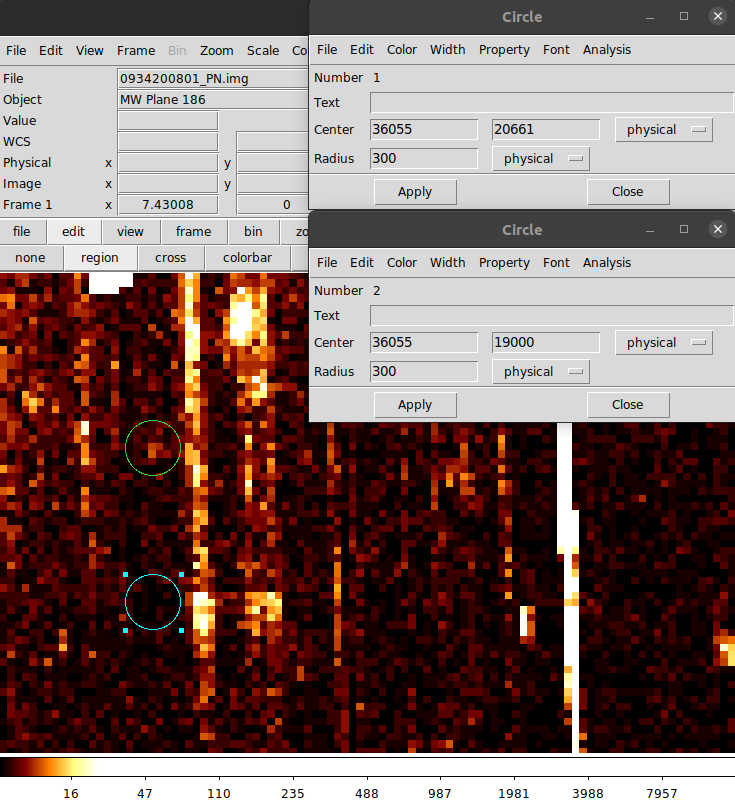 Circle
File Edit View Frame Bin Zoom Scale Co
File Edit Color Width Property Font Analysis
File 0934200801_PN.img
Number 1
Object MW Plane 186
Text
Value
Center 36055 20661 physical
WCS
Radius 300 physical
Physical x y
Image x y
Apply Close
Frame 1 x 7.43008 0
file edit view frame bin zo
Circle
none region cross colorbar
File Edit Color Width Property Font Analysis
Number 2
Text
Center 36055 19000 physical
Radius 300 physical
Apply Close
16 47 110 235 488 987 1981 3988 7957